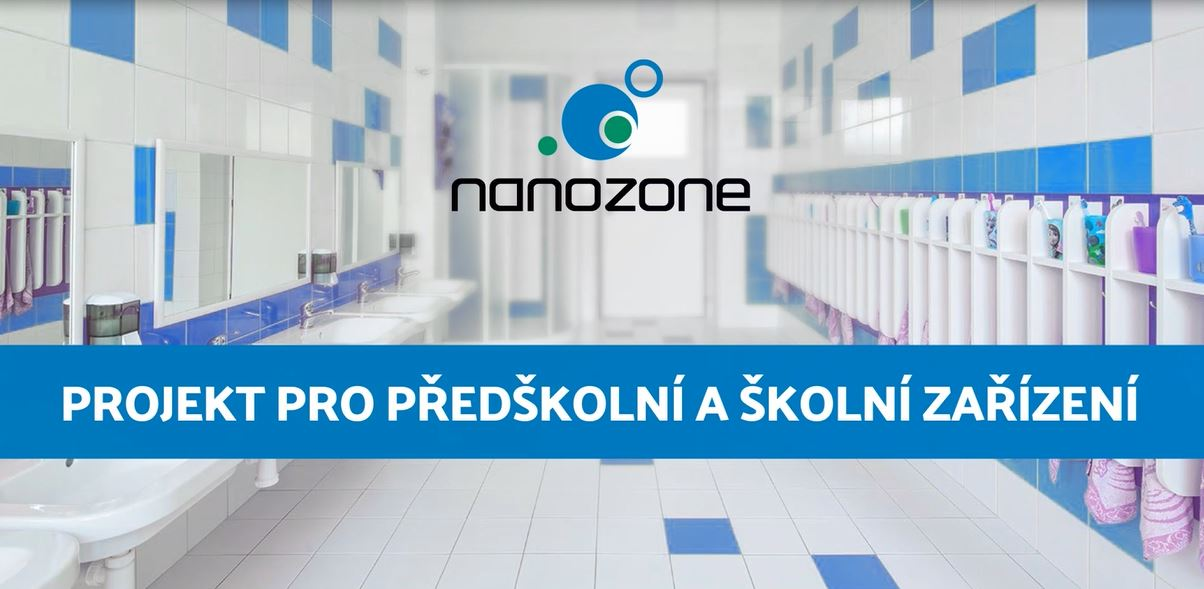 nanozone
PROJEKT PRO PŘEDŠKOLNÍ A ŠKOLNÍ ZAŘÍZENÍ